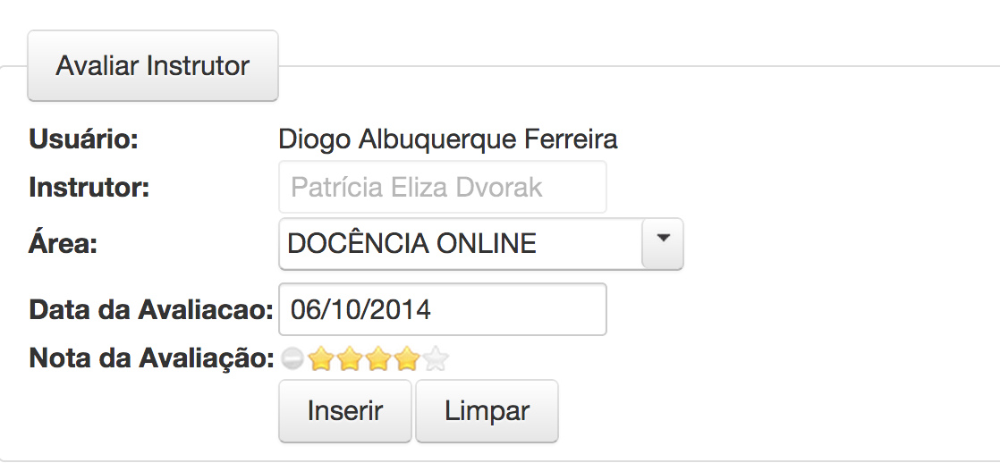 Avaliar Instrutor
Usuário: Diogo Albuquerque Ferreira
Instrutor: Patrícia Eliza Dvorak
Área: DOCÊNCIA ONLINE
Data da Avaliacao: 06/10/2014
Nota da Avaliação:
Inserir Limpar